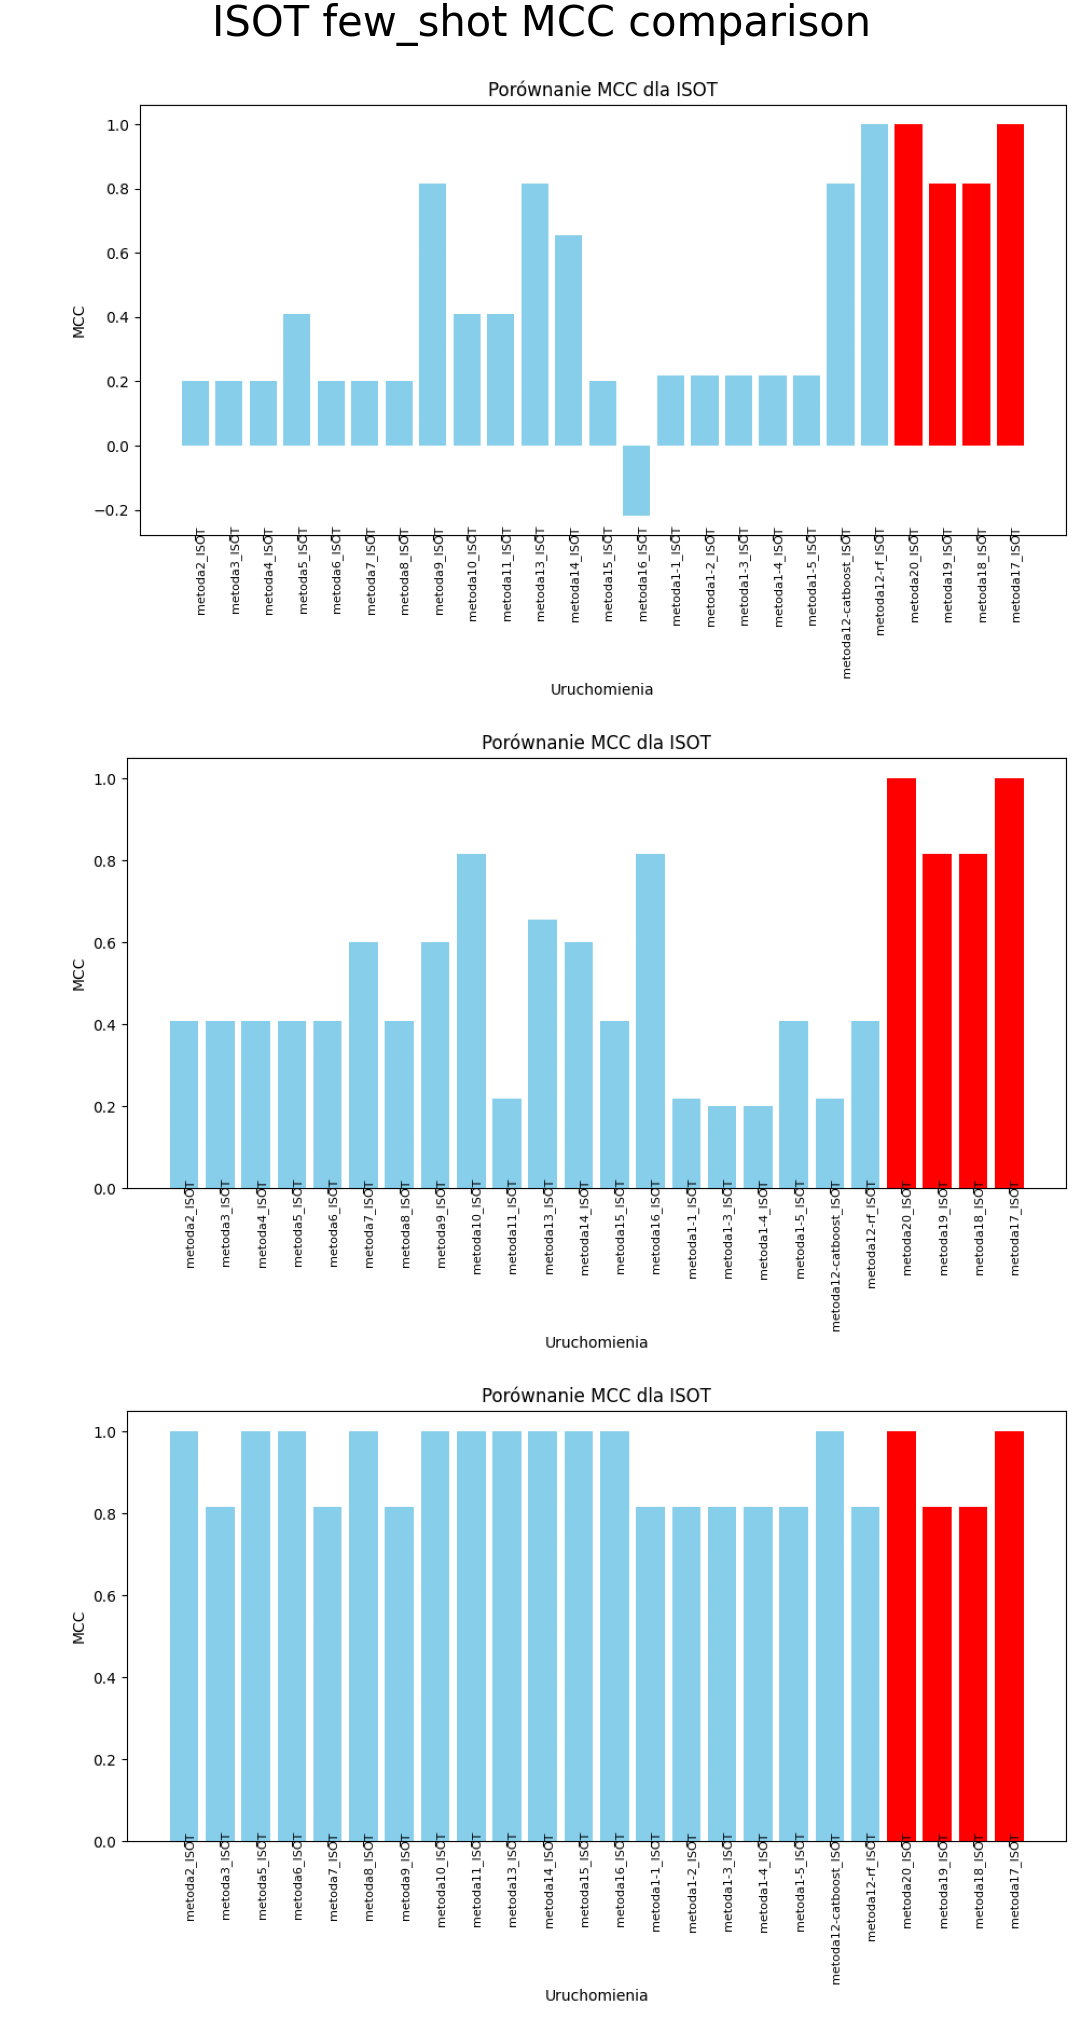 ISOT few_shot MCC comparison
Porównanie MCC dla ISOT
1.0
0.8
0.6
0.4
0.2
0.0
−0.2
MCC
metoda2_ISOT
metoda3_ISOT
metoda4_ISOT
metoda5_ISOT
metoda6_ISOT
metoda7_ISOT
metoda8_ISOT
metoda9_ISOT
metoda10_ISOT
metoda11_ISOT
metoda13_ISOT
metoda14_ISOT
metoda15_ISOT
metoda16_ISOT
metoda1-1_ISOT
metoda1-2_ISOT
metoda1-3_ISOT
metoda1-4_ISOT
metoda1-5_ISOT
metoda12-catboost_ISOT
metoda12-rf_ISOT
metoda20_ISOT
metoda19_ISOT
metoda18_ISOT
metoda17_ISOT
Uruchomienia
Porównanie MCC dla ISOT
1.0
0.8
0.6
0.4
0.2
0.0
MCC
metoda2_ISOT
metoda3_ISOT
metoda4_ISOT
metoda5_ISOT
metoda6_ISOT
metoda7_ISOT
metoda8_ISOT
metoda9_ISOT
metoda10_ISOT
metoda11_ISOT
metoda13_ISOT
metoda14_ISOT
metoda15_ISOT
metoda16_ISOT
metoda1-1_ISOT
metoda1-3_ISOT
metoda1-4_ISOT
metoda1-5_ISOT
metoda12-catboost_ISOT
metoda12-rf_ISOT
metoda20_ISOT
metoda19_ISOT
metoda18_ISOT
metoda17_ISOT
Uruchomienia
Porównanie MCC dla ISOT
1.0
0.8
0.6
0.4
0.2
0.0
MCC
metoda2_ISOT
metoda3_ISOT
metoda5_ISOT
metoda6_ISOT
metoda7_ISOT
metoda8_ISOT
metoda9_ISOT
metoda10_ISOT
metoda11_ISOT
metoda13_ISOT
metoda14_ISOT
metoda15_ISOT
metoda16_ISOT
metoda1-1_ISOT
metoda1-2_ISOT
metoda1-3_ISOT
metoda1-4_ISOT
metoda1-5_ISOT
metoda12-catboost_ISOT
metoda12-rf_ISOT
metoda20_ISOT
metoda19_ISOT
metoda18_ISOT
metoda17_ISOT
Uruchomienia